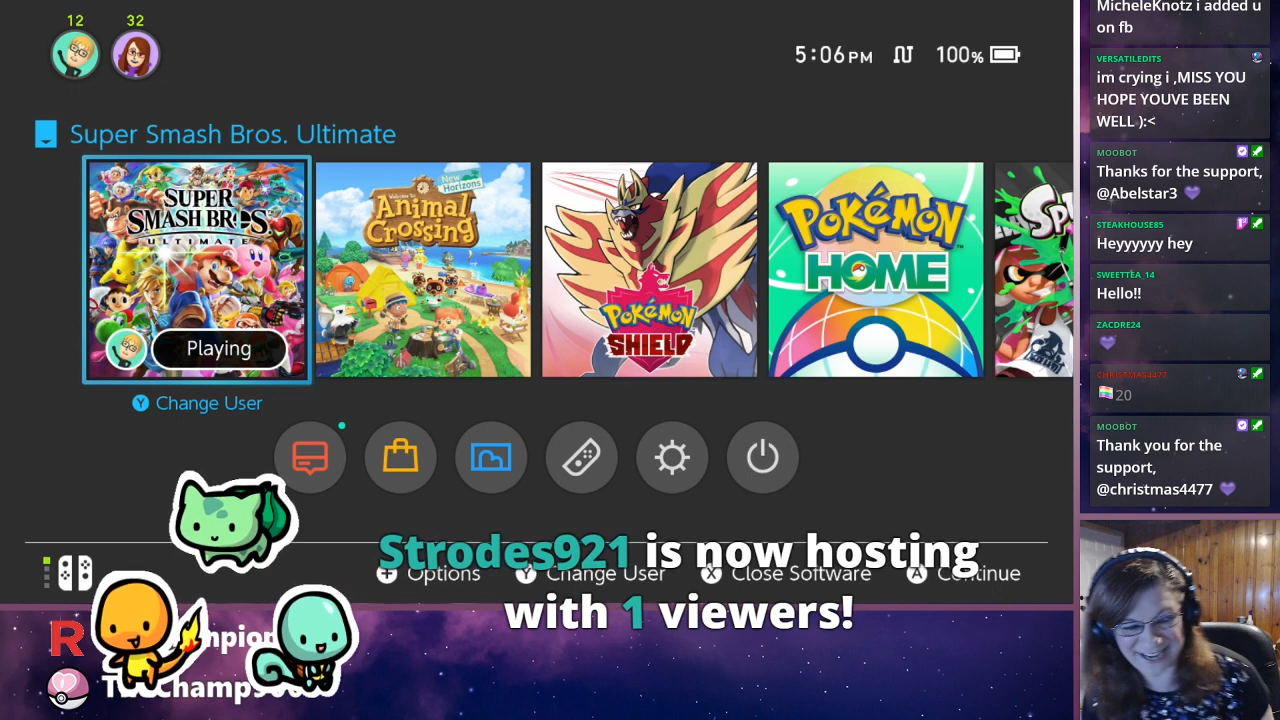 12 32
5:06 PM 100%
Super Smash Bros. Ultimate
SUPER
SMASH BROS.
ULTIMATE
Playing
New
Horizons
Animal
Crossing
POKéMON
SHIELD
POKéMON
HOME
Y Change User
+ Options Y Change User X Close Software A Continue
Strodes921 is now hosting
with 1 viewers!
R
MicheleKnotz i added u
on fb
VERSATILEDITS
im crying i ,MISS YOU
HOPE YOUVE BEEN
WELL ):<
MOOBOT
Thanks for the support,
@Abelstar3 💜
STEAKHOUSE85
Heyyyyyy hey
SWEETTEA_14
Hello!!
ZACDRE24
💜
CHRISTMAS4477
🏳️‍🌈20
MOOBOT
Thank you for the
support,
@christmas4477 💜